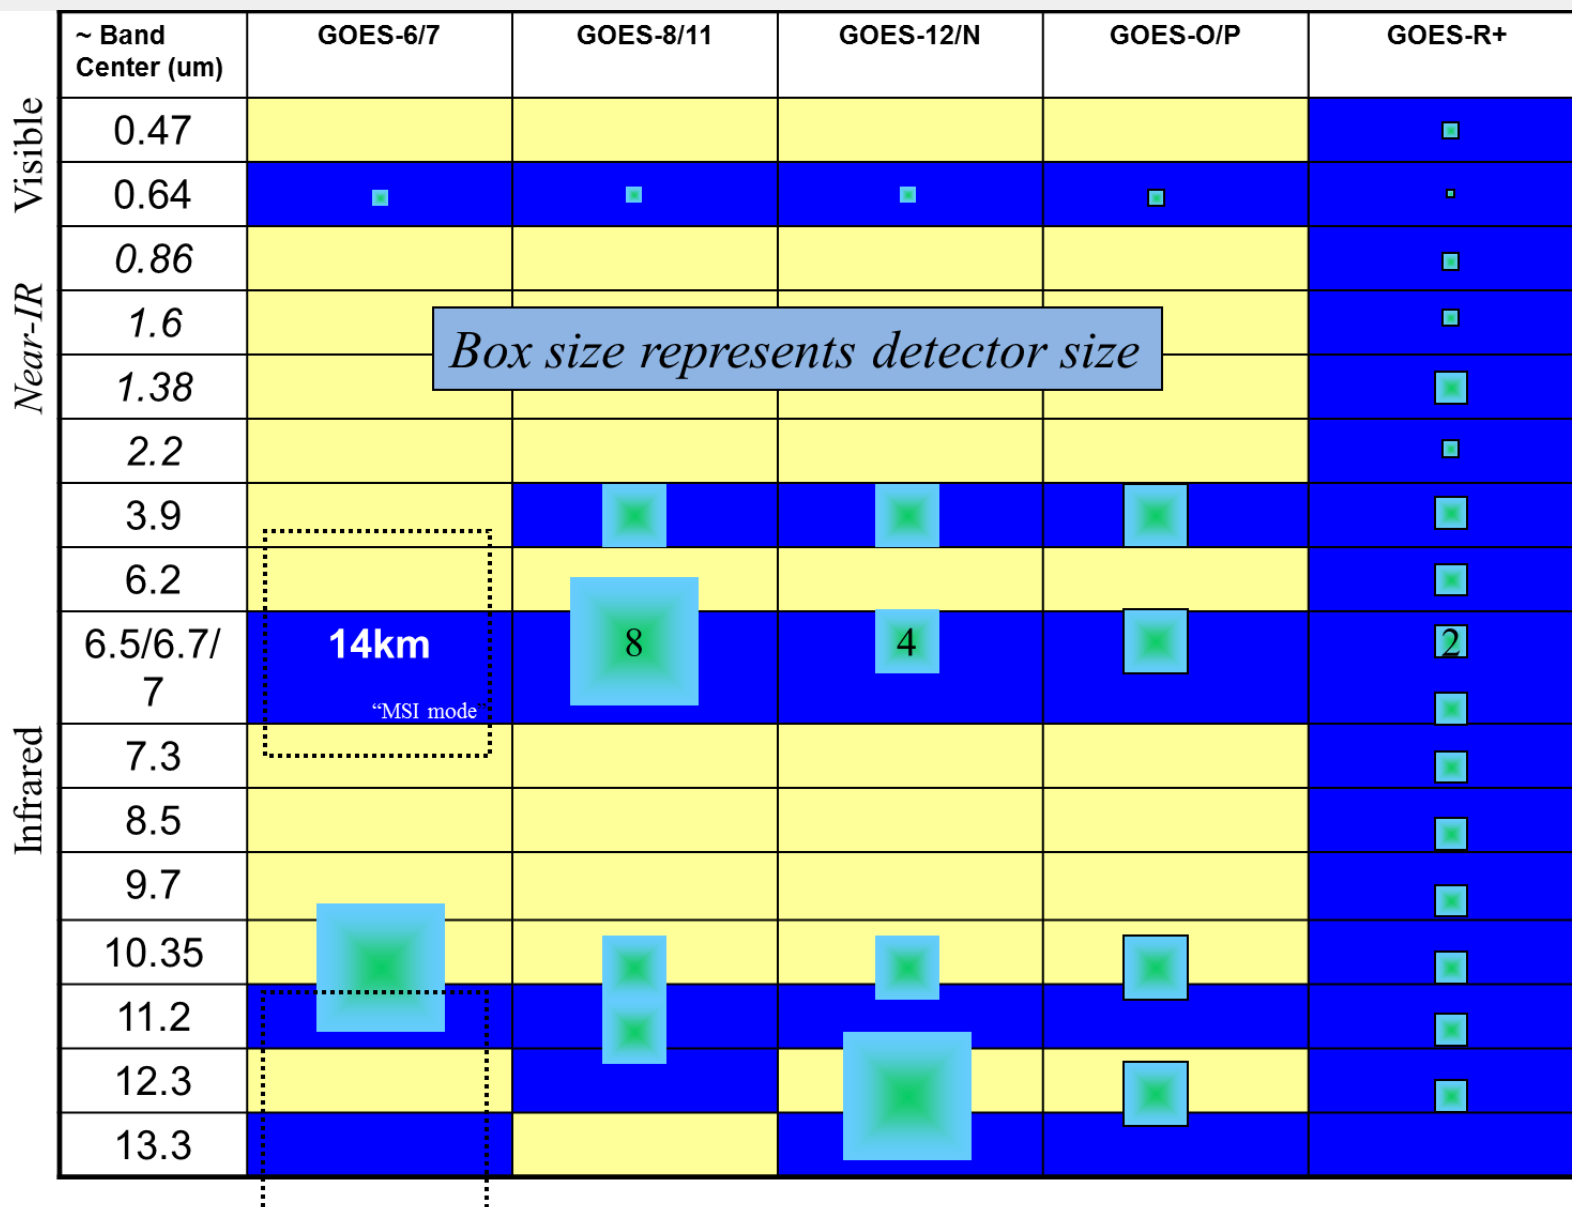 ~ Band
Center (um)
GOES-6/7
GOES-8/11
GOES-12/N
GOES-O/P
GOES-R+
Visible
0.47
0.64
Near-IR
0.86
1.6
Box size represents detector size
1.38
2.2
Infrared
3.9
6.2
6.5/6.7/
7
14km
“MSI mode”
8
4
2
7.3
8.5
9.7
10.35
11.2
12.3
13.3